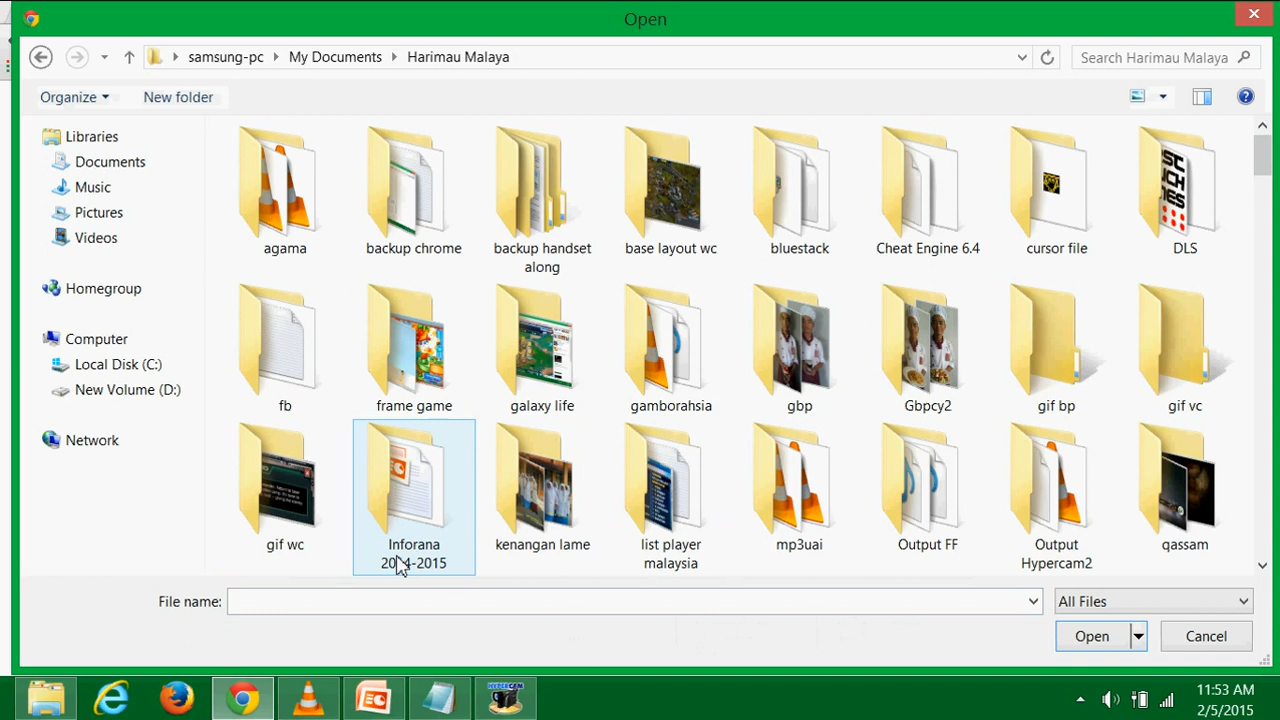 Open
samsung-pc
My Documents
Harimau Malaya
Search Harimau Malaya
Organize
New folder
Libraries
Documents
Music
Pictures
Videos
Homegroup
Computer
Local Disk (C:)
New Volume (D:)
Network
agama
backup chrome
backup handset
along
base layout wc
bluestack
Cheat Engine 6.4
cursor file
DLS
fb
frame game
galaxy life
gamborahsia
gbp
Gbpcy2
gif bp
gif vc
gif wc
Inforana
2014-2015
kenangan lame
list player
malaysia
mp3uai
Output FF
Output
Hypercam2
qassam
File name:
All Files
Open
Cancel
HYPERCAM
11:53 AM
2/5/2015